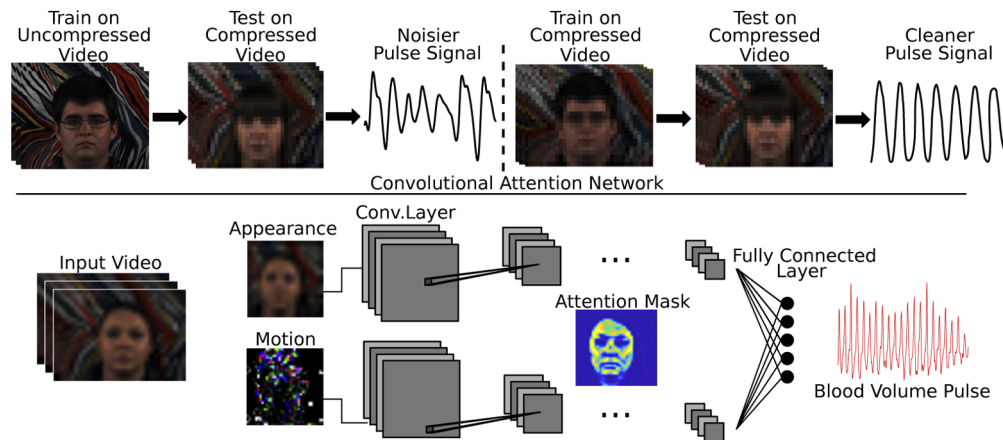 Train on
Uncompressed
Video
Test on
Compressed
Video
Noisier
Pulse Signal
Train on
Compressed
Video
Test on
Compressed
Video
Cleaner
Pulse Signal
Convolutional Attention Network
Input Video
Appearance
Conv.Layer
...
Motion
Attention Mask
...
Fully Connected
Layer
Blood Volume Pulse